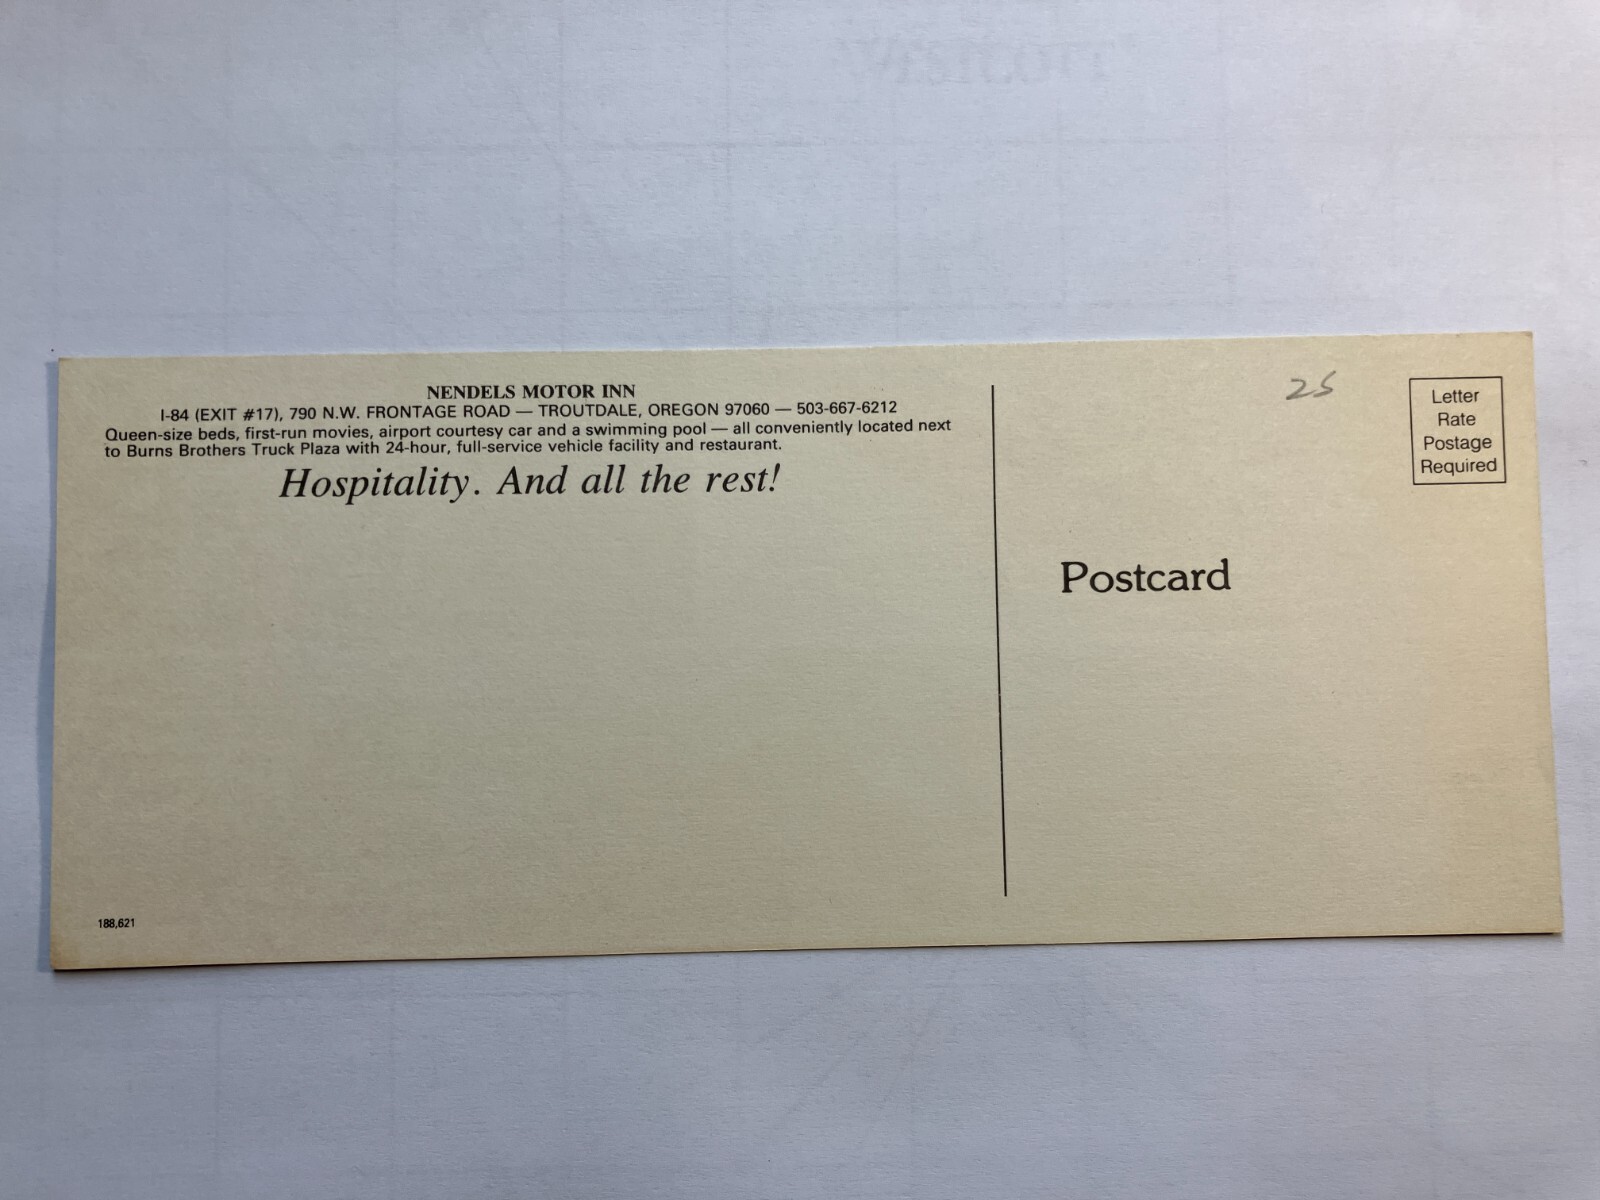 NENDELS MOTOR INN
I-84 (EXIT #17), 790 N.W. FRONTAGE ROAD — TROUTDALE, OREGON 97060 — 503-667-6212
Queen-size beds, first-run movies, airport courtesy car and a swimming pool — all conveniently located next
to Burns Brothers Truck Plaza with 24-hour, full-service vehicle facility and restaurant.
Hospitality. And all the rest!
188,621
25
Letter
Rate
Postage
Required
Postcard